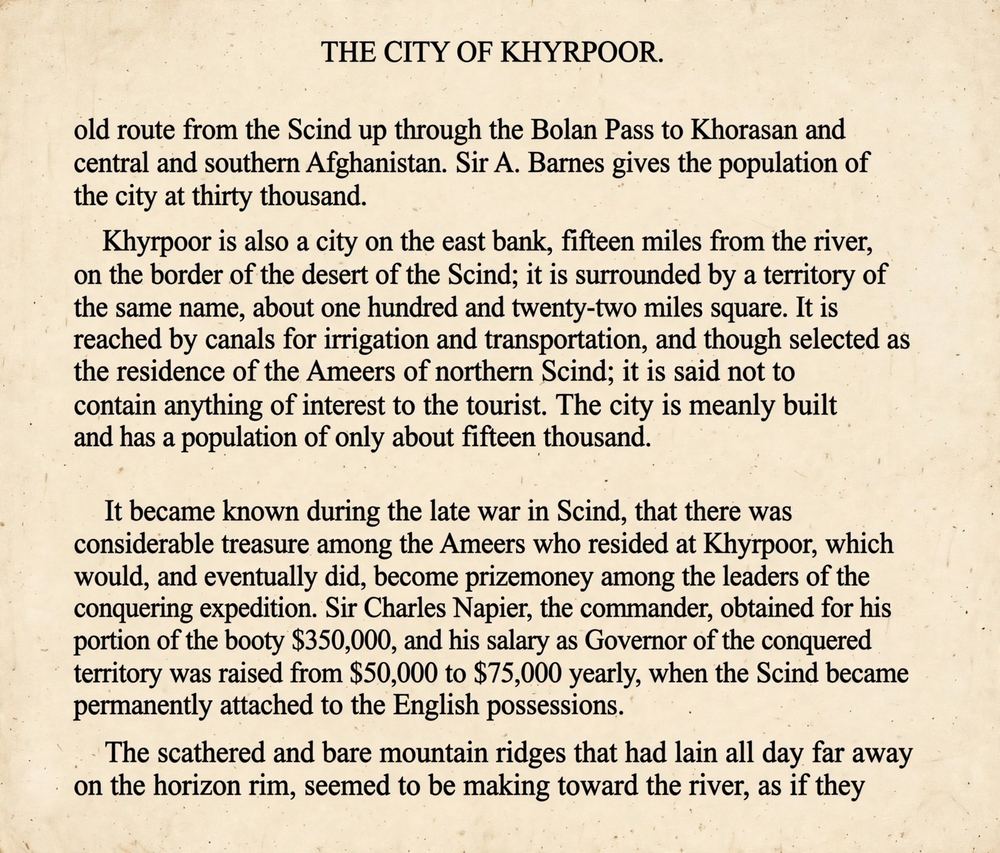 THE CITY OF KHYRPOOR.
old route from the Scind up through the Bolan Pass to Khorasan and
central and southern Afghanistan. Sir A. Barnes gives the population of
the city at thirty thousand.
Khyrpoor is also a city on the east bank, fifteen miles from the river,
on the border of the desert of the Scind; it is surrounded by a territory of
the same name, about one hundred and twenty-two miles square. It is
reached by canals for irrigation and transportation, and though selected as
the residence of the Ameers of northern Scind; it is said not to
contain anything of interest to the tourist. The city is meanly built
and has a population of only about fifteen thousand.
It became known during the late war in Scind, that there was
considerable treasure among the Ameers who resided at Khyrpoor, which
would, and eventually did, become prizemoney among the leaders of the
conquering expedition. Sir Charles Napier, the commander, obtained for his
portion of the booty $350,000, and his salary as Governor of the conquered
territory was raised from $50,000 to $75,000 yearly, when the Scind became
permanently attached to the English possessions.
The scathered and bare mountain ridges that had lain all day far away
on the horizon rim, seemed to be making toward the river, as if they